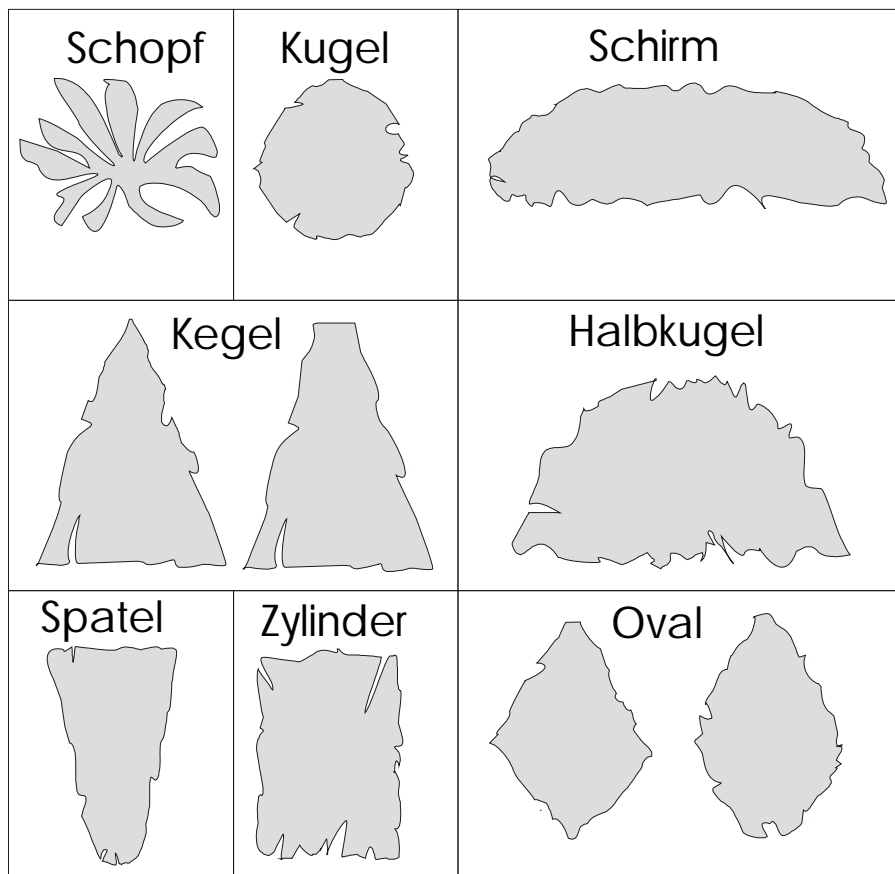 Schopf
Kugel
Schirm
Kegel
Halbkugel
Spatel
Zylinder
Oval